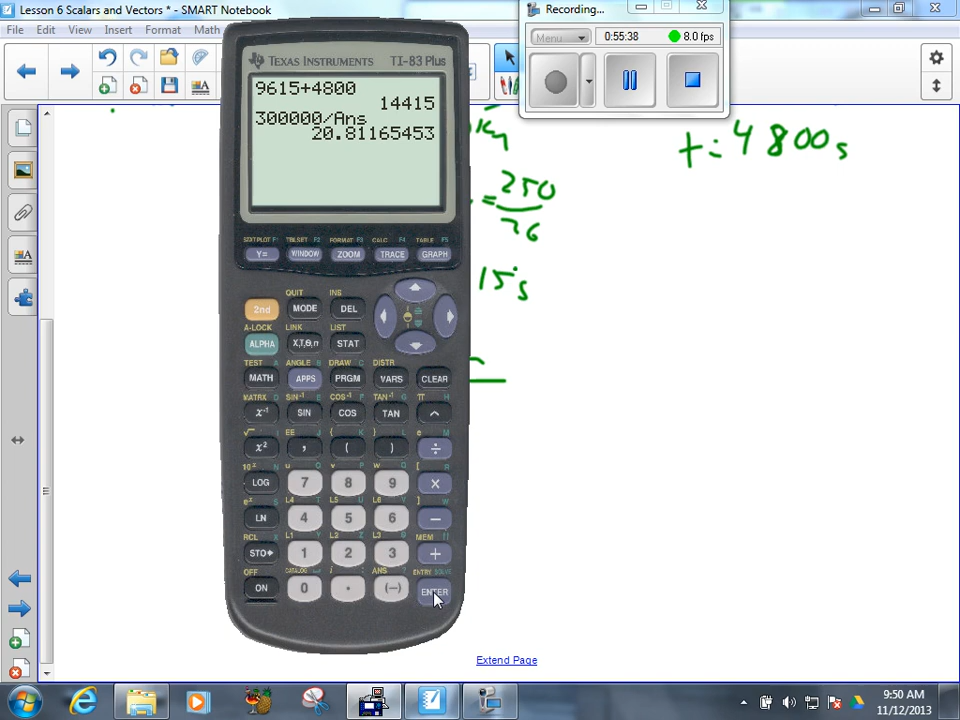 Lesson 6 Scalars and Vectors * - SMART Notebook
File Edit View Insert Format Math
Recording...
Menu 0:55:38 8.0 fps
TEXAS INSTRUMENTS TI-83 Plus
9615+4800
14415
300000/Ans
20.81165453
t = 4800s
= 250
26
15 s
STAT PLOT F1 TBLSET F2 FORMAT F3 CALC F4 TABLE F5
Y= WINDOW ZOOM TRACE GRAPH
QUIT INS
2nd MODE DEL
A-LOCK LINK LIST
ALPHA X,T,Θ,n STAT
TEST A ANGLE B DRAW C DISTR
MATH APPS PRGM VARS CLEAR
MATRX D SIN-1 E COS-1 F TAN-1 G π H
x-1 SIN COS TAN ^
√ I EE J { K } L e M
x2 , ( ) ÷
10x N u O v P w Q [ R
LOG 7 8 9 ×
ex S L4 T L5 U L6 V ] W
LN 4 5 6 −
RCL X L1 Y L2 Z L3 θ MEM "
STO 1 2 3 +
OFF CATALOG i : ANS ? ENTRY SOLVE
ON 0 . (−) ENTER
Extend Page
9:50 AM
11/12/2013